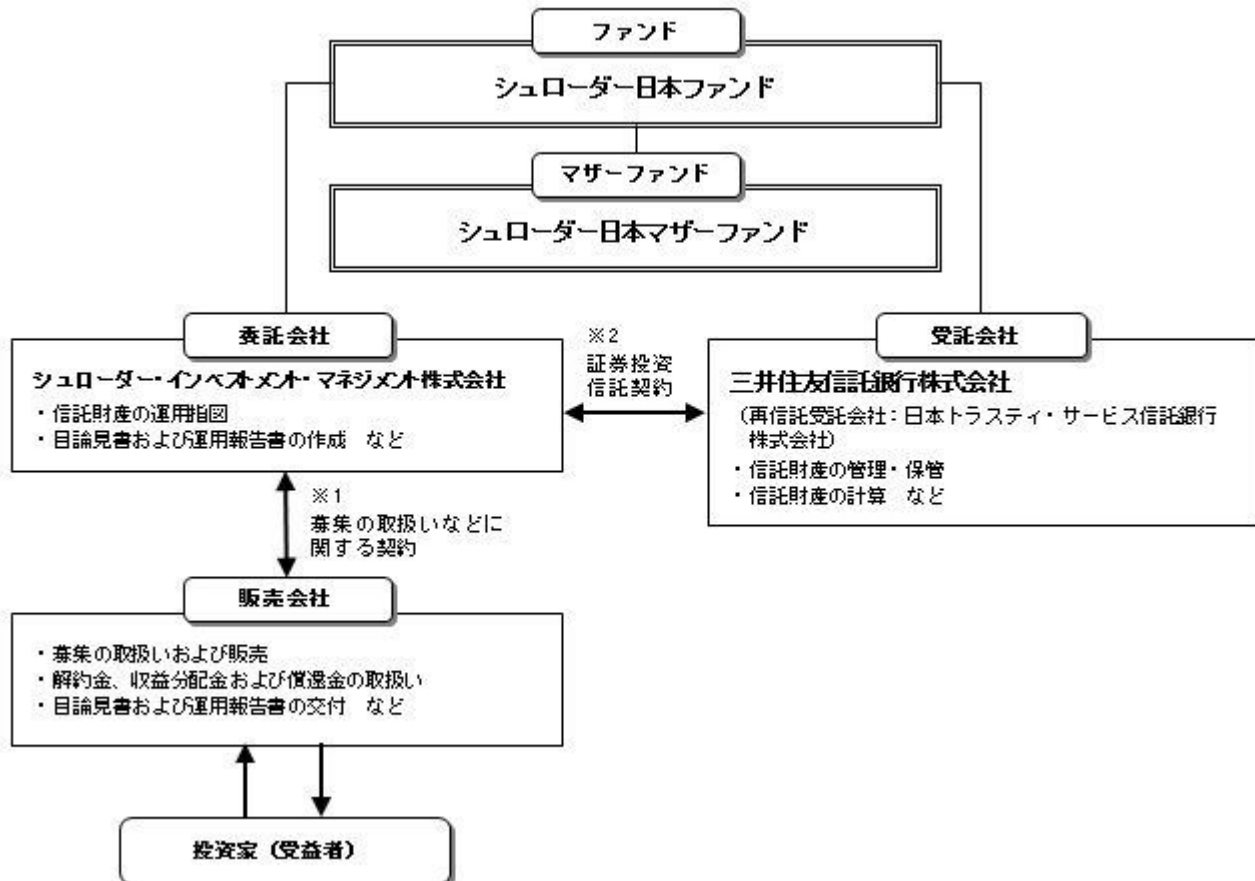 ファンド
シュローダー日本ファンド
マザーファンド
シュローダー日本マザーファンド
委託会社
シュローダー・インベストメント・マネジメント株式会社
・信託財産の運用指図
・目論見書および運用報告書の作成 など
※2
証券投資
信託契約
受託会社
三井住友信託銀行株式会社
(再信託受託会社:日本トラスティ・サービス信託銀行
株式会社)
・信託財産の管理・保管
・信託財産の計算 など
※1
募集の取扱いなどに
関する契約
販売会社
・募集の取扱いおよび販売
・解約金、収益分配金および償還金の取扱い
・目論見書および運用報告書の交付 など
投資家(受益者)